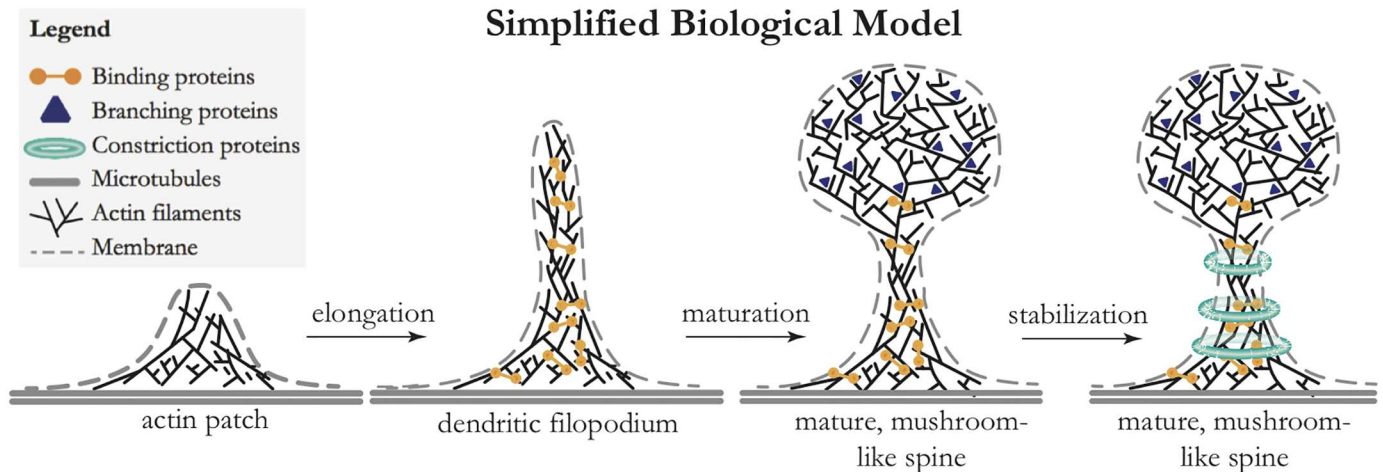 Simplified Biological Model
Legend
Binding proteins
Branching proteins
Constriction proteins
Microtubules
Actin filaments
Membrane
elongation
maturation
stabilization
actin patch
dendritic filopodium
mature, mushroom-
like spine
mature, mushroom-
like spine